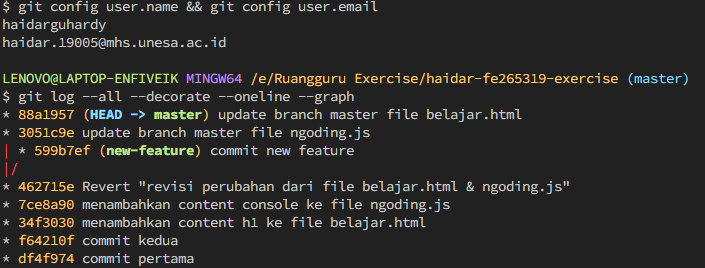 $ git config user.name && git config user.email
haidarguhardy
haidar.19005@mhs.unesa.ac.id
LENOVO@LAPTOP-ENFIVEIK MINGW64 /e/Ruangguru Exercise/haidar-fe265319-exercise (master)
$ git log --all --decorate --oneline --graph
* 88a1957 (HEAD -> master) update branch master file belajar.html
* 3051c9e update branch master file ngoding.js
| * 599b7ef (new-feature) commit new feature
|/
* 462715e Revert "revisi perubahan dari file belajar.html & ngoding.js"
* 7ce8a90 menambahkan content console ke file ngoding.js
* 34f3030 menambahkan content h1 ke file belajar.html
* f64210f commit kedua
* df4f974 commit pertama